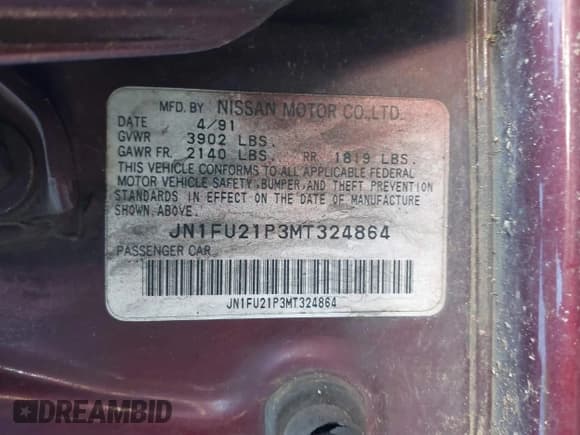 MFD. BY NISSAN MOTOR CO., LTD.
DATE 4/91
GVWR 3902 LBS.
GAWR FR. 2140 LBS. RR 1819 LBS.
THIS VEHICLE CONFORMS TO ALL APPLICABLE FEDERAL
MOTOR VEHICLE SAFETY, BUMPER, AND THEFT PREVENTION
STANDARDS IN EFFECT ON THE DATE OF MANUFACTURE
SHOWN ABOVE.
JN1FU21P3MT324864
PASSENGER CAR
JN1FU21P3MT324864
DREAMBID